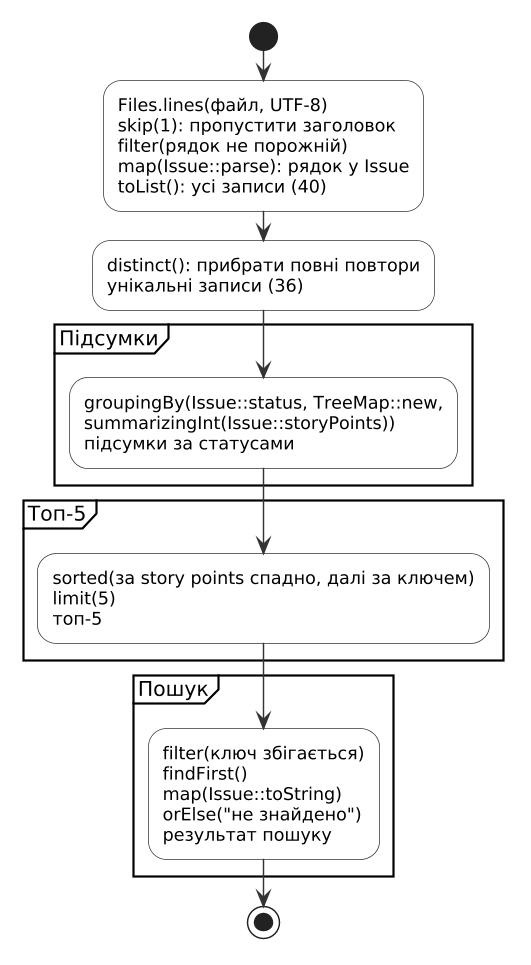 Files.lines(файл, UTF-8)
skip(1): пропустити заголовок
filter(рядок не порожній)
map(Issue::parse): рядок у Issue
toList(): усі записи (40)
distinct(): прибрати повні повтори
унікальні записи (36)
Підсумки
groupingBy(Issue::status, TreeMap::new,
summarizingInt(Issue::storyPoints))
підсумки за статусами
Топ-5
sorted(за story points спадно, далі за ключем)
limit(5)
топ-5
Пошук
filter(ключ збігається)
findFirst()
map(Issue::toString)
orElse("не знайдено")
результат пошуку